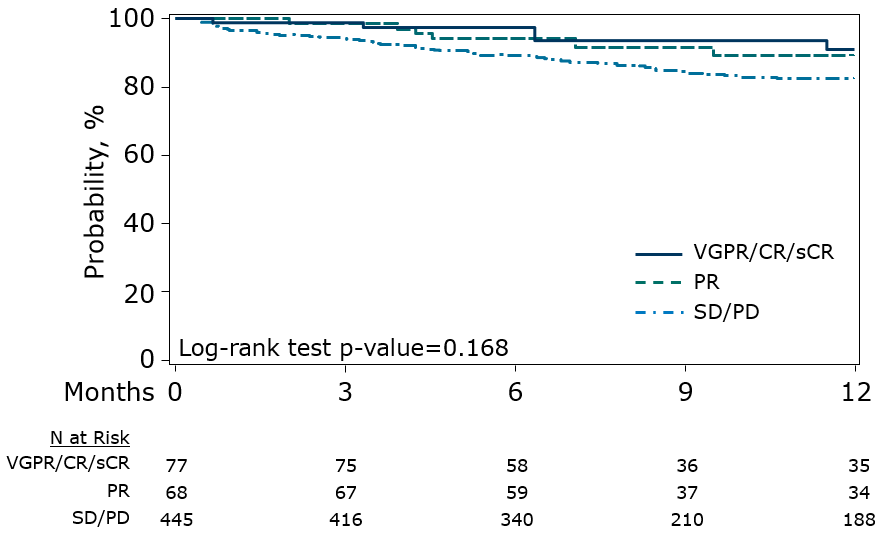 100
80
60
40
20
0
Probability, %
VGPR/CR/sCR
PR
SD/PD
Log-rank test p-value=0.168
Months 0 3 6 9 12
N at Risk
VGPR/CR/sCR 77 75 58 36 35
PR 68 67 59 37 34
SD/PD 445 416 340 210 188